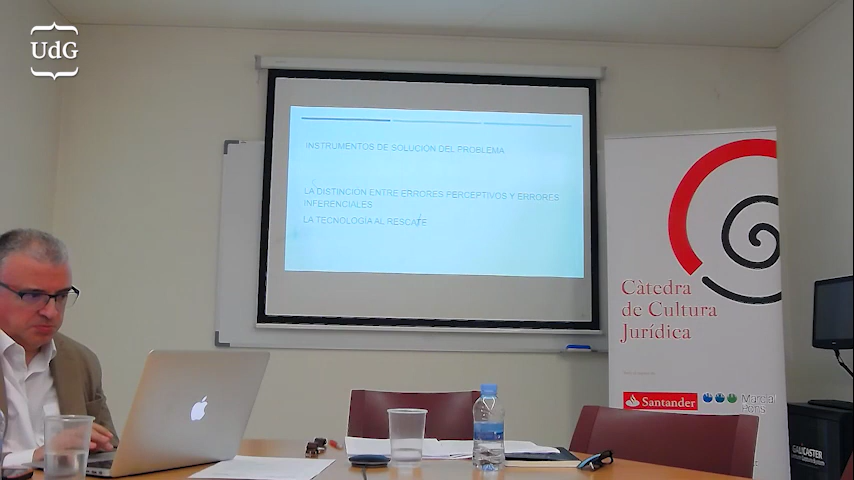 UdG
INSTRUMENTOS DE SOLUCIÓN DEL PROBLEMA
LA DISTINCIÓN ENTRE ERRORES PERCEPTIVOS Y ERRORES
INFERENCIALES
LA TECNOLOGÍA AL RESCATE
Càtedra
de Cultura
Jurídica
Santander
Marcial
Pons
GALICASTER